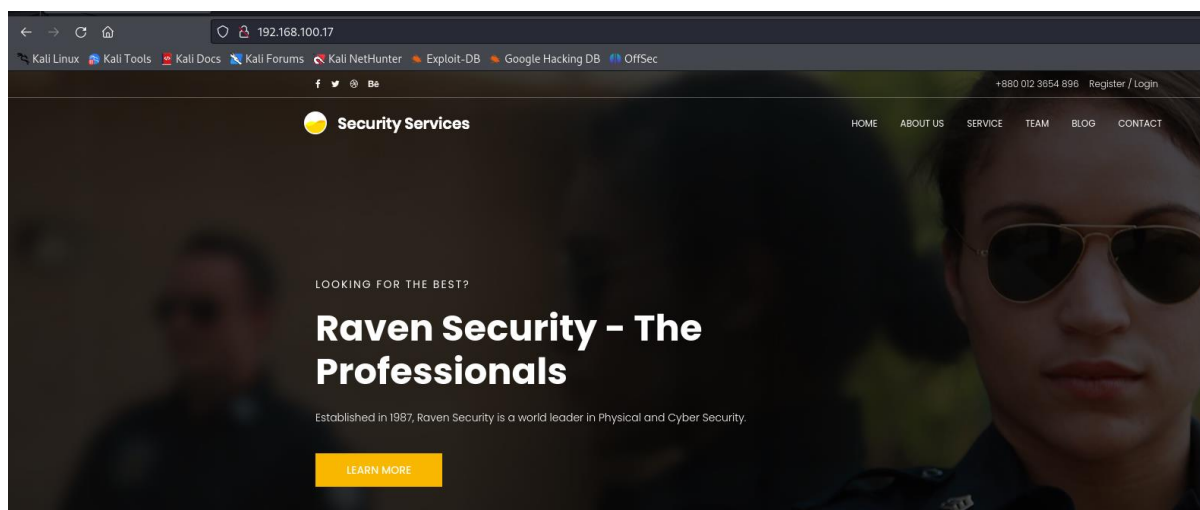 192.168.100.17
Kali Linux Kali Tools Kali Docs Kali Forums Kali NetHunter Exploit-DB Google Hacking DB OffSec
Bē +880 012 3654 896 Register / Login
Security Services HOME ABOUT US SERVICE TEAM BLOG CONTACT
LOOKING FOR THE BEST?
Raven Security - The
Professionals
Established in 1987, Raven Security is a world leader in Physical and Cyber Security.
LEARN MORE